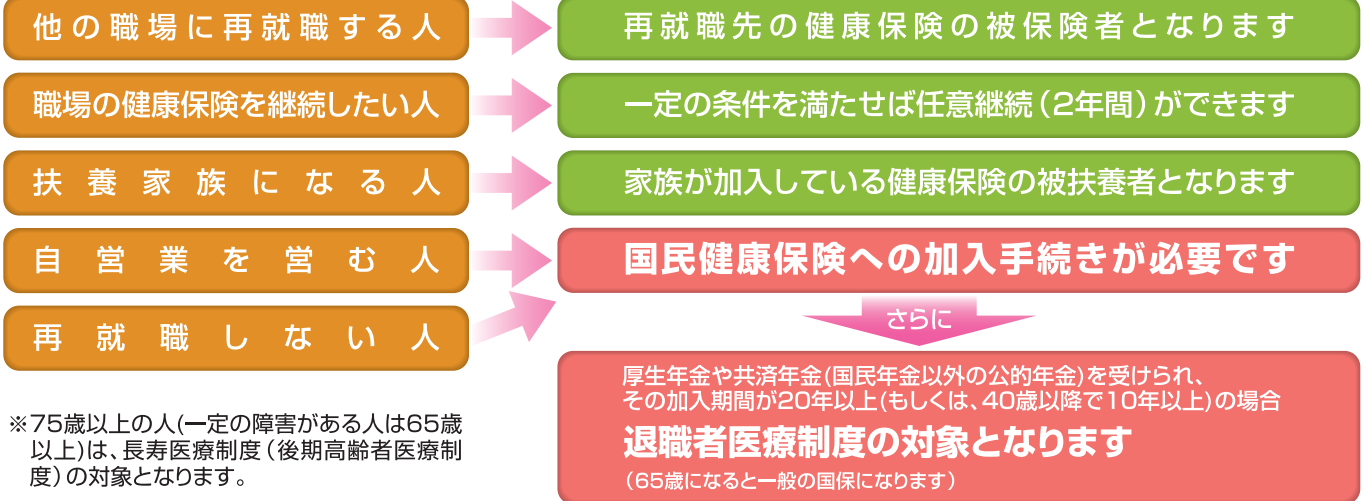 他の職場に再就職する人
再就職先の健康保険の被保険者となります
職場の健康保険を継続したい人
一定の条件を満たせば任意継続（2年間）ができます
扶養家族になる人
家族が加入している健康保険の被扶養者となります
自営業を営む人
国民健康保険への加入手続きが必要です
再就職しない人
さらに
厚生年金や共済年金(国民年金以外の公的年金)を受けられ、
その加入期間が20年以上(もしくは、40歳以降で10年以上)の場合
退職者医療制度の対象となります
（65歳になると一般の国保になります）
※75歳以上の人(一定の障害がある人は65歳
以上)は、長寿医療制度（後期高齢者医療制
度）の対象となります。